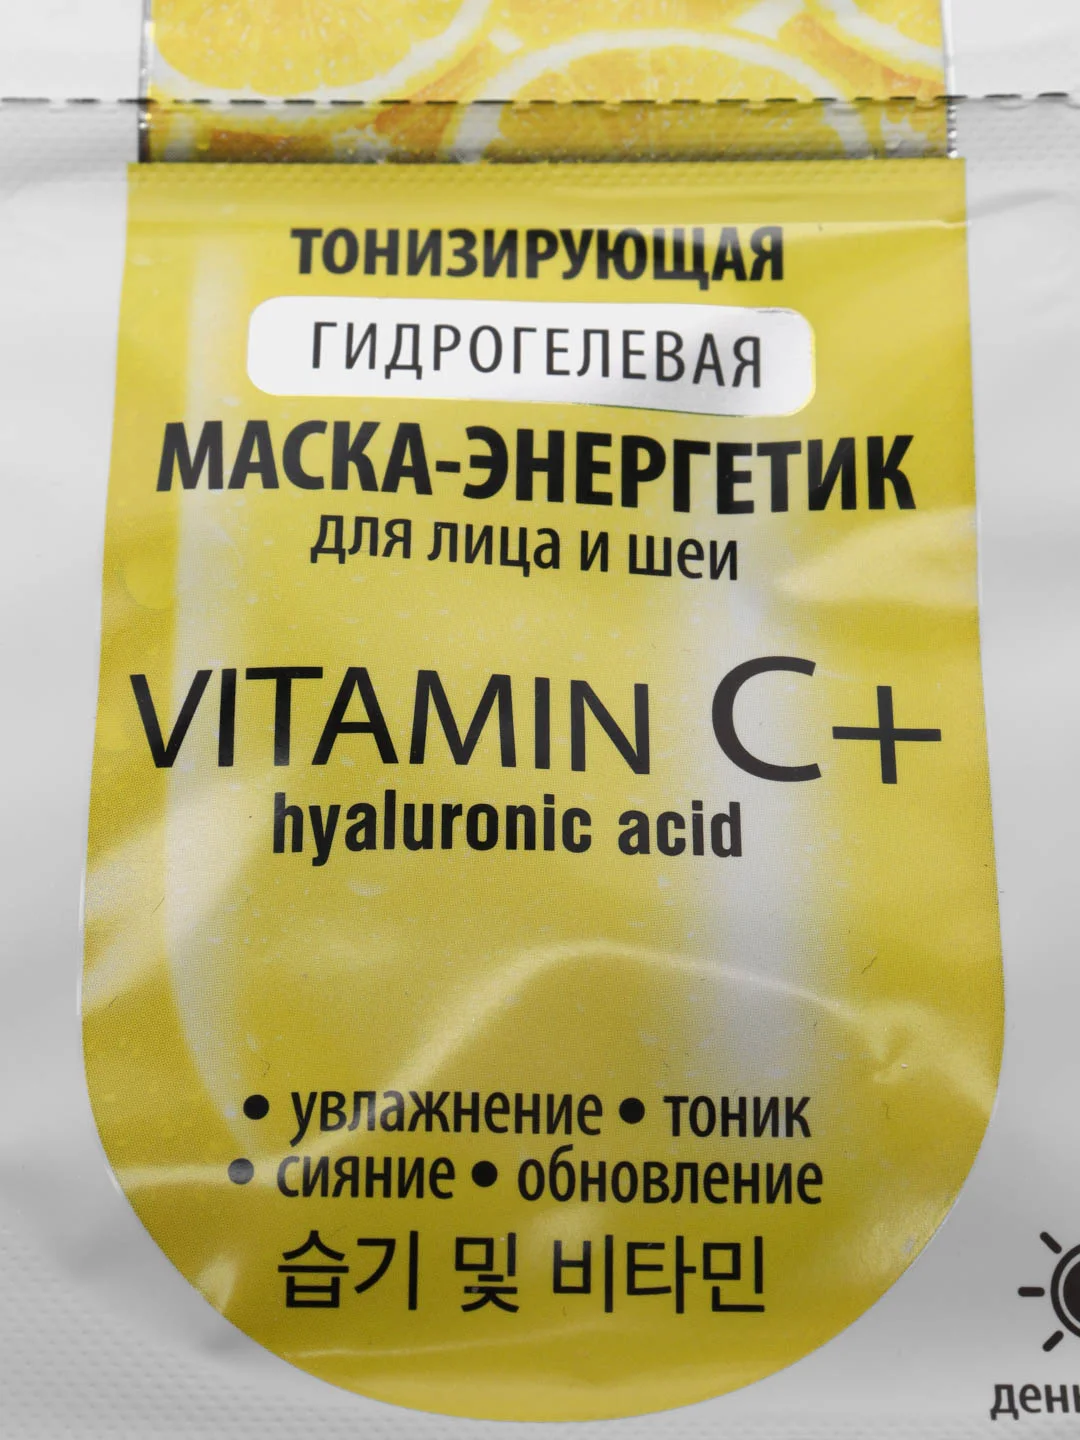 ТОНИЗИРУЮЩАЯ
ГИДРОГЕЛЕВАЯ
МАСКА-ЭНЕРГЕТИК
для лица и шеи
VITAMIN C+
hyaluronic acid
• увлажнение • тоник
• сияние • обновление
습기 및 비타민